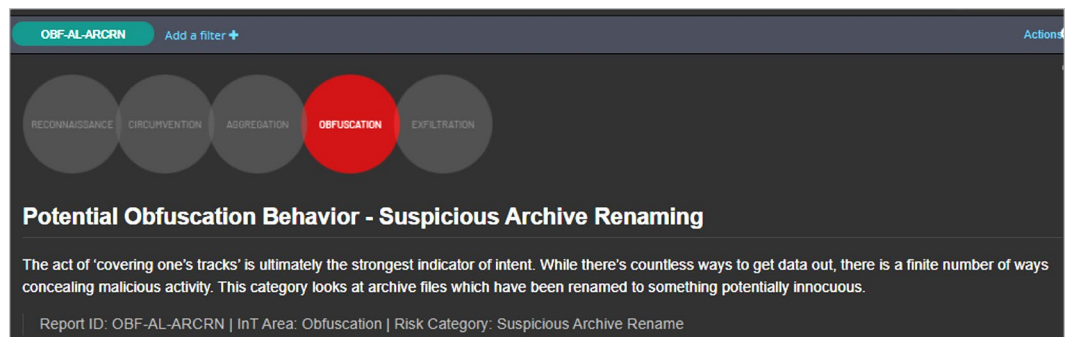 OBF-AL-ARCRN Add a filter + Actions
RECONNAISSANCE CIRCUMVENTION AGGREGATION OBFUSCATION EXFILTRATION
Potential Obfuscation Behavior - Suspicious Archive Renaming
The act of ‘covering one’s tracks’ is ultimately the strongest indicator of intent. While there’s countless ways to get data out, there is a finite number of ways
concealing malicious activity. This category looks at archive files which have been renamed to something potentially innocuous.
Report ID: OBF-AL-ARCRN | InT Area: Obfuscation | Risk Category: Suspicious Archive Rename